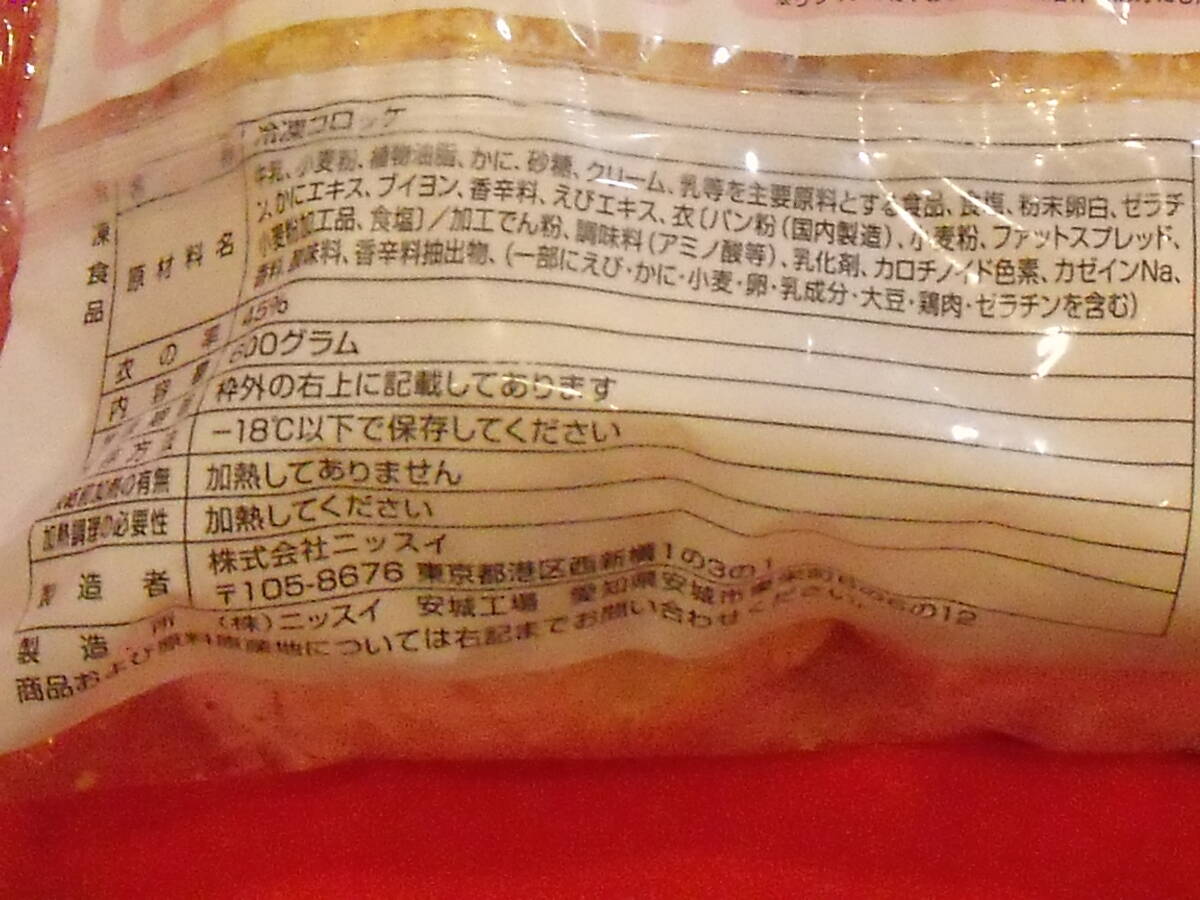 名 冷凍コロッケ
冷凍食品
原材料名
牛乳、小麦粉、植物油脂、かに、砂糖、クリーム、乳等を主要原料とする食品、食塩、粉末卵白、ゼラチ
ン、かにエキス、ブイヨン、香辛料、えびエキス、衣〔パン粉(国内製造)、小麦粉、ファットスプレッド、
小麦粉加工品、食塩〕/加工でん粉、調味料(アミノ酸等)、乳化剤、カロチノイド色素、カゼインNa、
香料、酸味料、香辛料抽出物、(一部にえび・かに・小麦・卵・乳成分・大豆・鶏肉・ゼラチンを含む)
衣の率 45%
内容量 600グラム
枠外の右上に記載してあります
方法 −18℃以下で保存してください
の有無 加熱してありません
加熱調理の必要性 加熱してください
製造者 株式会社ニッスイ
〒105-8676 東京都港区西新橋1の3の1
製造所 (株)ニッスイ 安城工場 愛知県安城市 の12
商品および原料原産地については右記までお問い合わせください。